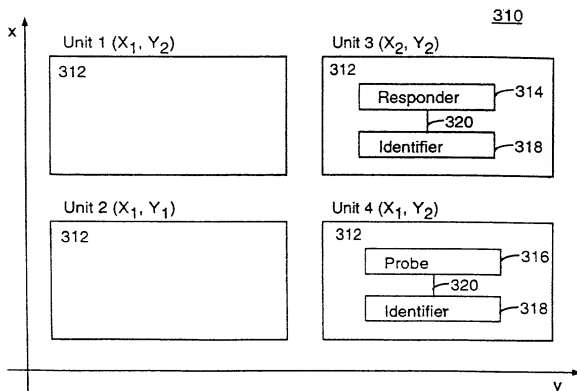 310
x
Unit 1 (X₁, Y₂)
312
Unit 3 (X₂, Y₂)
312
Responder
314
320
Identifier
318
Unit 2 (X₁, Y₁)
312
Unit 4 (X₁, Y₂)
312
Probe
316
320
Identifier
318
y